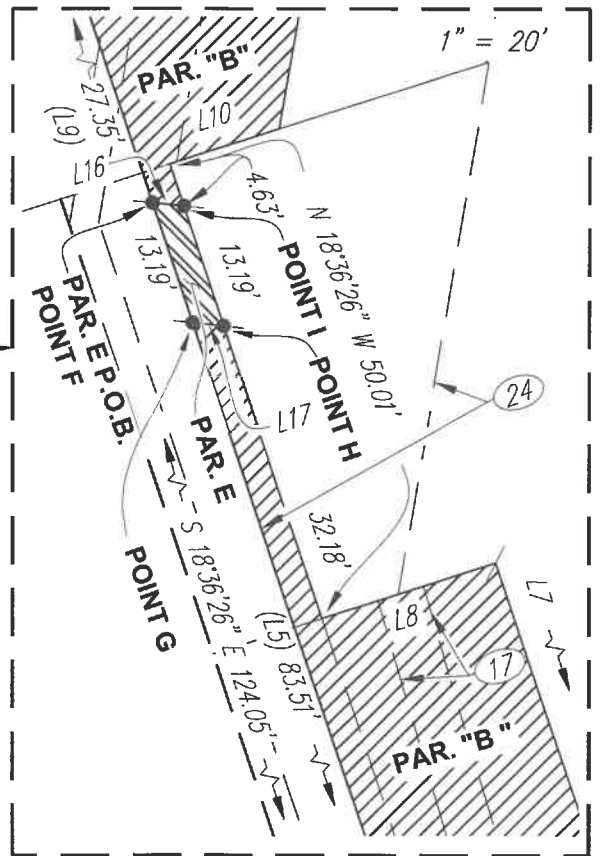 1" = 20'
PAR. "B"
L10
27.35'
(L9)
L16'
4.63'
N 18°36'26" W 50.01'
13.19'
13.19'
POINT I
POINT H
PAR. E P.O.B.
POINT F
PAR. E
L17
24
POINT G
S 18°36'26" E 124.05'
32.18'
(L5) 83.51'
L7
L8
17
PAR. "B "